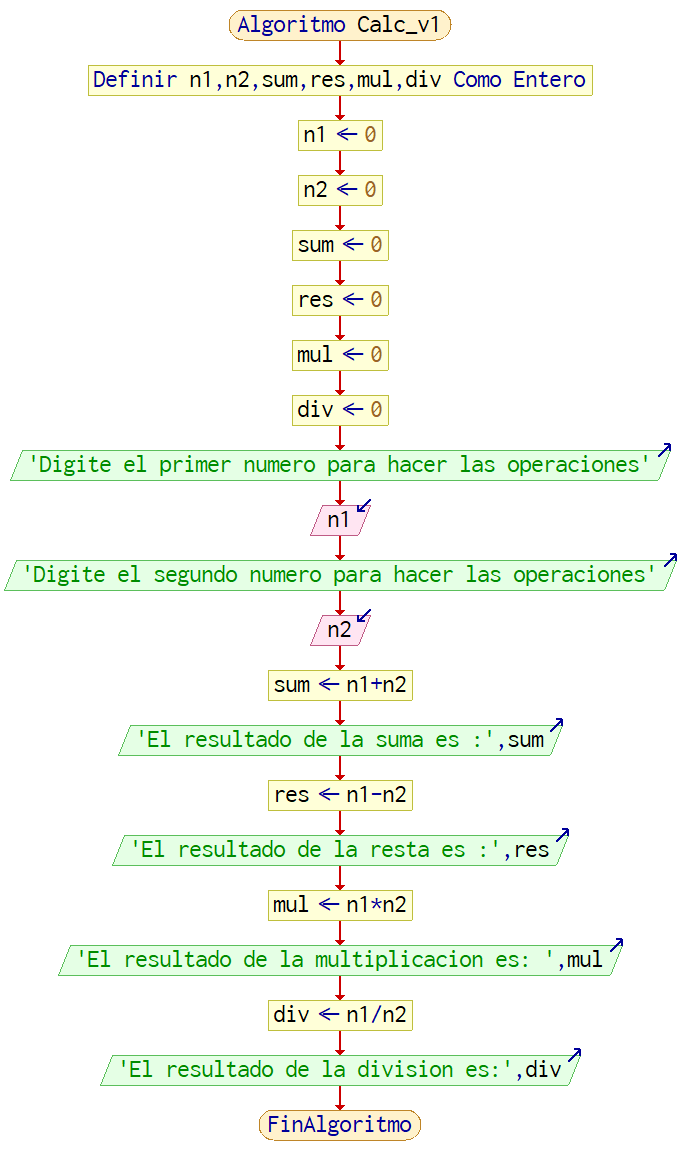 Algoritmo Calc_v1
Definir n1,n2,sum,res,mul,div Como Entero
n1 ← 0
n2 ← 0
sum ← 0
res ← 0
mul ← 0
div ← 0
'Digite el primer numero para hacer las operaciones'
n1
'Digite el segundo numero para hacer las operaciones'
n2
sum ← n1+n2
'El resultado de la suma es :',sum
res ← n1-n2
'El resultado de la resta es :',res
mul ← n1*n2
'El resultado de la multiplicacion es: ',mul
div ← n1/n2
'El resultado de la division es:',div
FinAlgoritmo